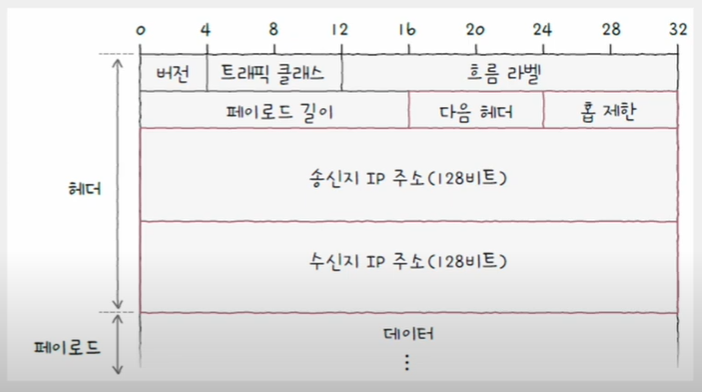 0 4 8 12 16 20 24 28 32
버전 트래픽 클래스 흐름 라벨
페이로드 길이 다음 헤더 홉 제한
헤더
송신지 IP 주소(128비트)
수신지 IP 주소(128비트)
페이로드
데이터